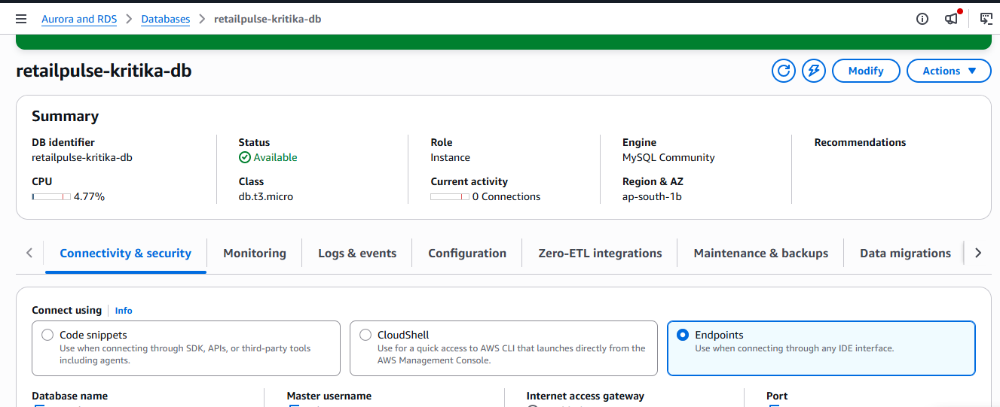 Aurora and RDS > Databases > retailpulse-kritika-db
retailpulse-kritika-db
Modify
Actions
Summary
DB identifier
retailpulse-kritika-db
Status
Available
Role
Instance
Engine
MySQL Community
Recommendations
CPU
4.77%
Class
db.t3.micro
Current activity
0 Connections
Region & AZ
ap-south-1b
Connectivity & security
Monitoring
Logs & events
Configuration
Zero-ETL integrations
Maintenance & backups
Data migrations
Connect using
Info
Code snippets
Use when connecting through SDK, APIs, or third-party tools
including agents.
CloudShell
Use for a quick access to AWS CLI that launches directly from the
AWS Management Console.
Endpoints
Use when connecting through any IDE interface.
Database name
Master username
Internet access gateway
Port